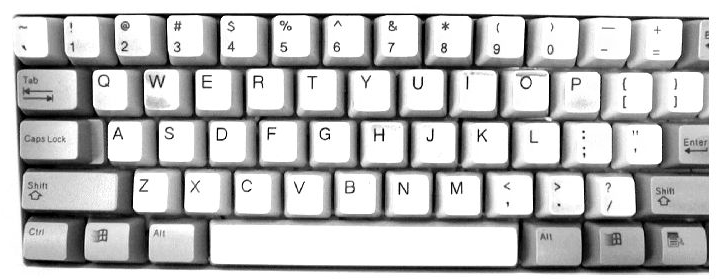 ~ ! @ # $ % ^ & * ( ) — +
` 1 2 3 4 5 6 7 8 9 0 - =
Tab Q W E R T Y U I O P { }
[ ]
Caps Lock A S D F G H J K L : " Enter
; '
Shift Z X C V B N M < > ? Shift
, . /
Ctrl Alt Alt